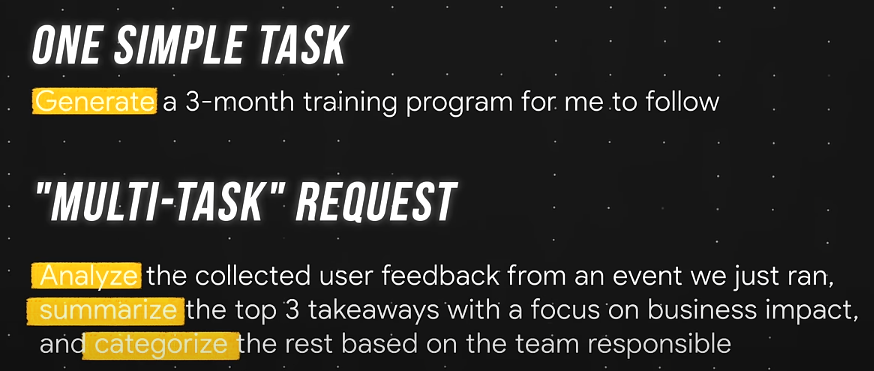 ONE SIMPLE TASK
Generate a 3-month training program for me to follow
"MULTI-TASK" REQUEST
Analyze the collected user feedback from an event we just ran,
summarize the top 3 takeaways with a focus on business impact,
and categorize the rest based on the team responsible